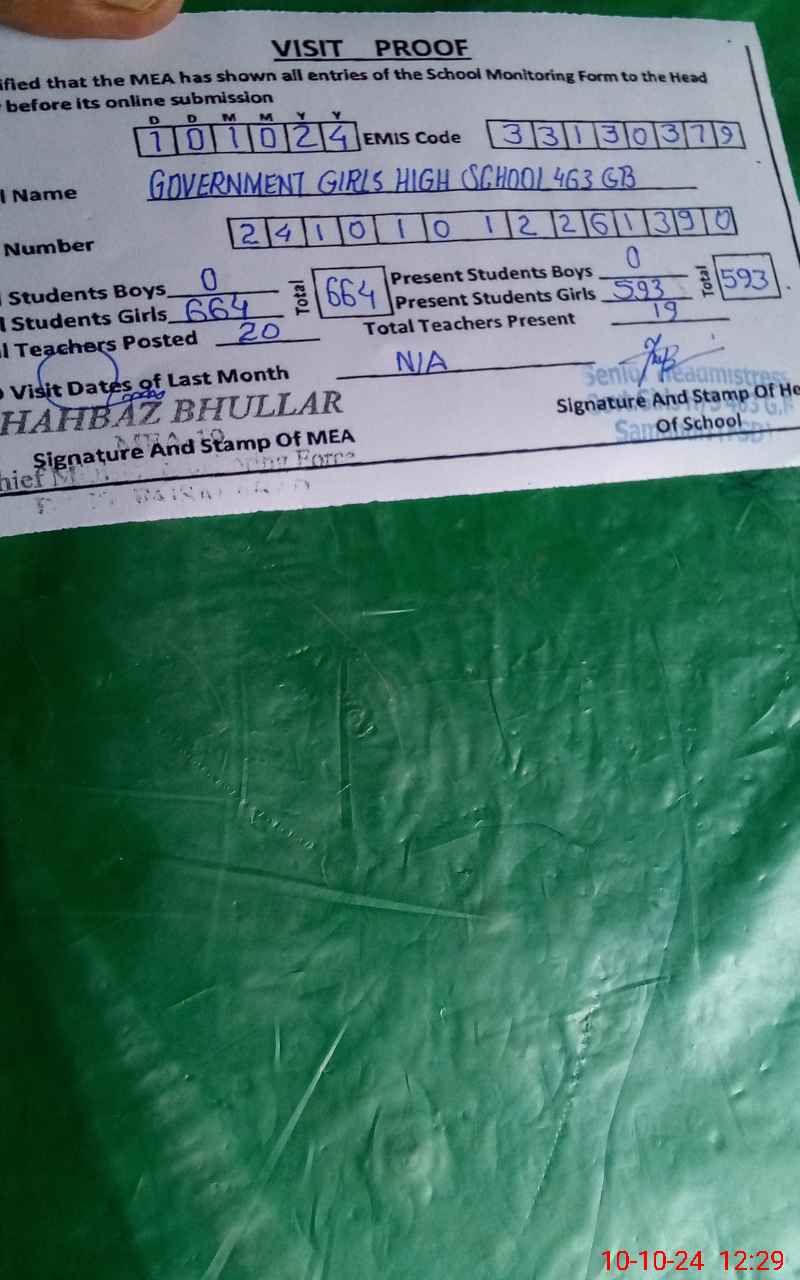 VISIT PROOF
ified that the MEA has shown all entries of the School Monitoring Form to the Head
before its online submission
D D M M Y Y
1 0 1 0 2 4 EMIS Code 3 3 1 3 0 3 7 9
l Name GOVERNMENT GIRLS HIGH SCHOOL 463 GB
Number 2 4 1 0 1 0 1 2 2 6 1 3 9 0
l Students Boys 0 Total 664 Present Students Boys 0 Total 593
l Students Girls 664 Present Students Girls 593
l Teachers Posted 20 Total Teachers Present 19
Visit Dates of Last Month N/A
Senior Headmistress
HAHBAZ BHULLAR Signature And Stamp Of He
Signature And Stamp Of MEA Of School
hief M Force
10-10-24 12:29